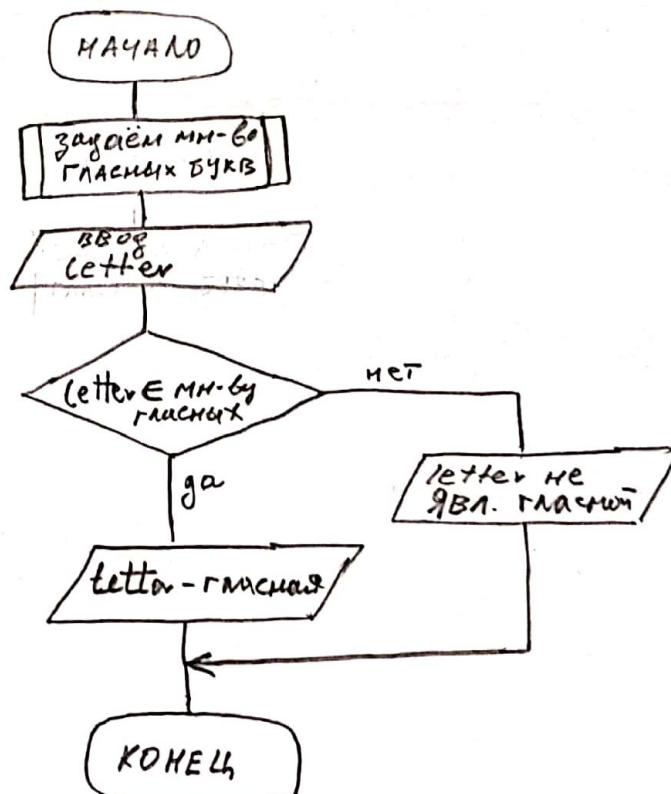 НАЧАЛО
задаём мн-во
гласных букв
ввод
letter
letter ∈ мн-ву
гласных
нет
да
letter не
явл. гласной
letter - гласная
КОНЕЦ